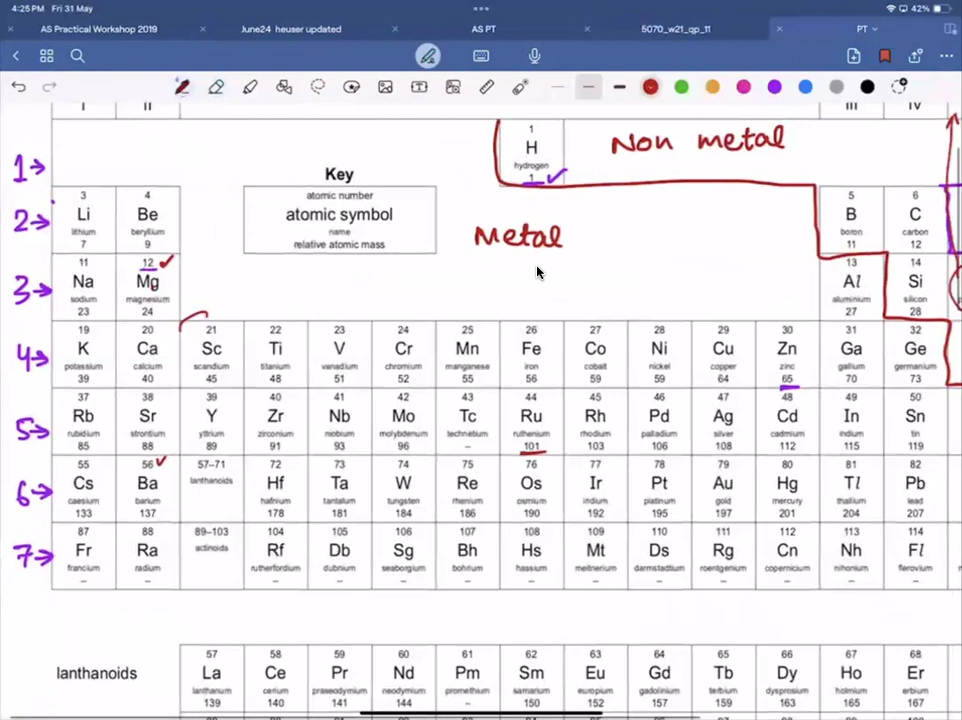 4:25 PM Fri 31 May
42%
AS Practical Workshop 2019
June24 heuser updated
AS PT
5070_w21_qp_11
PT
I II III IV
1
H
hydrogen
1
Non metal
1→
Key
atomic number
atomic symbol
name
relative atomic mass
Metal
2→
3 4 5 6
Li Be B C
lithium beryllium boron carbon
7 9 11 12
3→
11 12 13 14
Na Mg Al Si
sodium magnesium aluminium silicon
23 24 27 28
4→
19 20 21 22 23 24 25 26 27 28 29 30 31 32
K Ca Sc Ti V Cr Mn Fe Co Ni Cu Zn Ga Ge
potassium calcium scandium titanium vanadium chromium manganese iron cobalt nickel copper zinc gallium germanium
39 40 45 48 51 52 55 56 59 59 64 65 70 73
5→
37 38 39 40 41 42 43 44 45 46 47 48 49 50
Rb Sr Y Zr Nb Mo Tc Ru Rh Pd Ag Cd In Sn
rubidium strontium yttrium zirconium niobium molybdenum technetium ruthenium rhodium palladium silver cadmium indium tin
85 88 89 91 93 96 – 101 103 106 108 112 115 119
6→
55 56 57–71 72 73 74 75 76 77 78 79 80 81 82
Cs Ba lanthanoids Hf Ta W Re Os Ir Pt Au Hg Tl Pb
caesium barium hafnium tantalum tungsten rhenium osmium iridium platinum gold mercury thallium lead
133 137 178 181 184 186 190 192 195 197 201 204 207
7→
87 88 89–103 104 105 106 107 108 109 110 111 112 113 114
Fr Ra actinoids Rf Db Sg Bh Hs Mt Ds Rg Cn Nh Fl
francium radium rutherfordium dubnium seaborgium bohrium hassium meitnerium darmstadtium roentgenium copernicium nihonium flerovium
– – – – – – – – – – – – –
57 58 59 60 61 62 63 64 65 66 67 68
lanthanoids La Ce Pr Nd Pm Sm Eu Gd Tb Dy Ho Er
lanthanum cerium praseodymium neodymium promethium samarium europium gadolinium terbium dysprosium holmium erbium
139 140 141 144 – 150 152 157 159 163 165 167